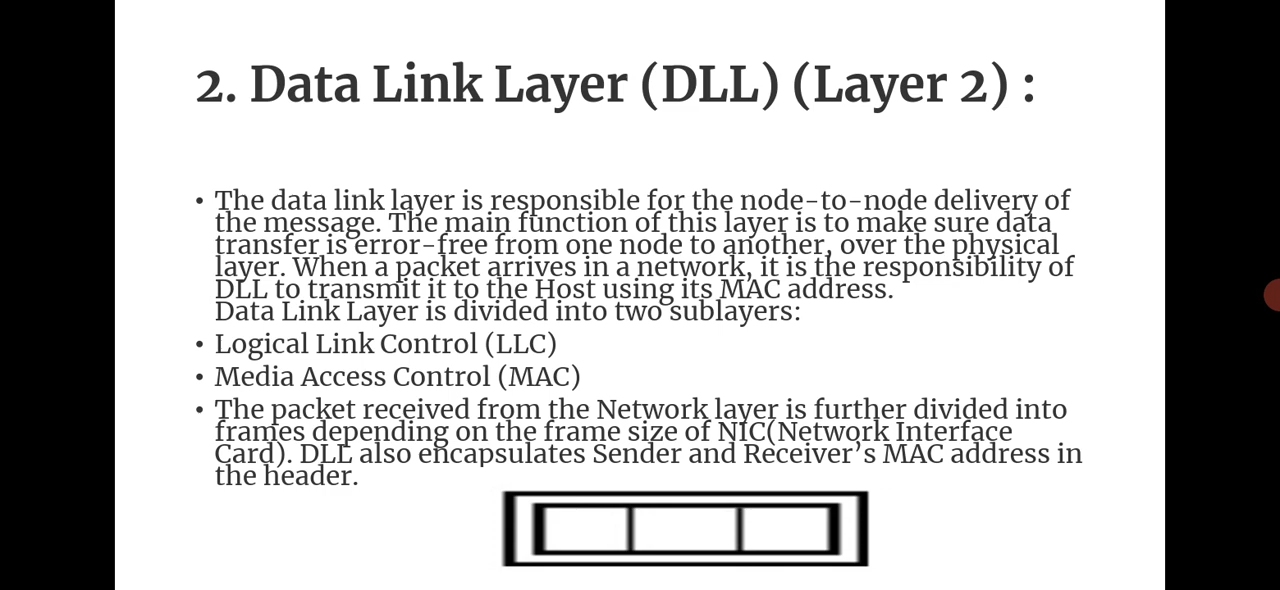 2. Data Link Layer (DLL) (Layer 2) :
• The data link layer is responsible for the node-to-node delivery of
the message. The main function of this layer is to make sure data
transfer is error-free from one node to another, over the physical
layer. When a packet arrives in a network, it is the responsibility of
DLL to transmit it to the Host using its MAC address.
Data Link Layer is divided into two sublayers:
• Logical Link Control (LLC)
• Media Access Control (MAC)
• The packet received from the Network layer is further divided into
frames depending on the frame size of NIC(Network Interface
Card). DLL also encapsulates Sender and Receiver’s MAC address in
the header.